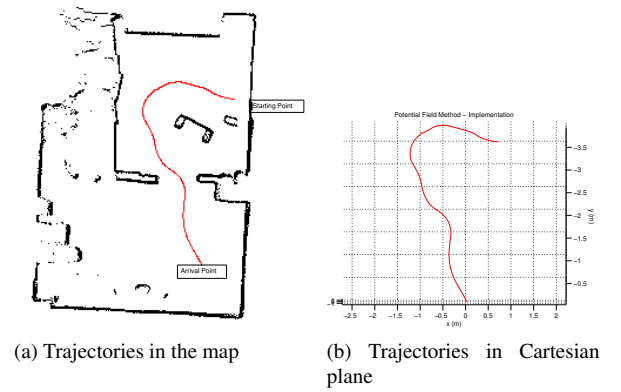 Starting Point
Arrival Point
(a) Trajectories in the map
Potential Field Method – Implementation
−3.5
−3
−2.5
−2
−1.5
−1
−0.5
y (m)
−2.5 −2 −1.5 −1 −0.5 0 0.5 1 1.5 2
x (m)
(b) Trajectories in Cartesian
plane